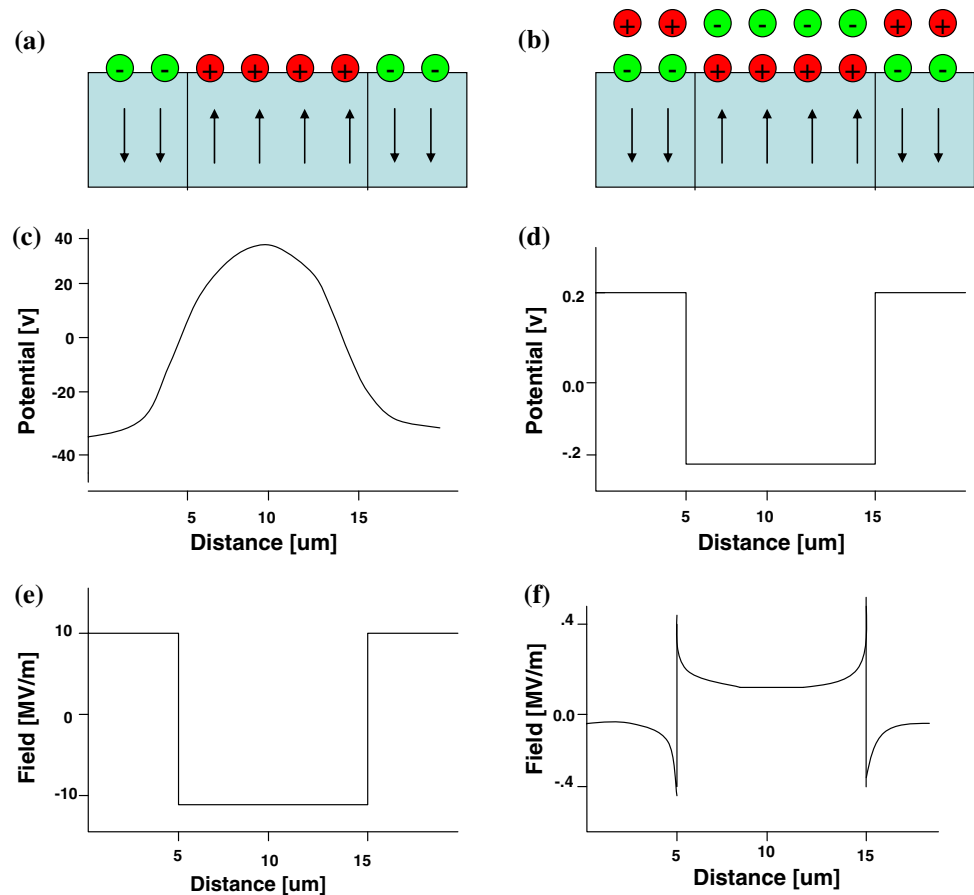 (a)
- - + + + + - -
(b)
+ + - - - - + +
- - + + + + - -
(c)
40
20
0
-20
-40
Potential [v]
5 10 15
Distance [um]
(d)
0.2
0.0
-.2
Potential [v]
5 10 15
Distance [um]
(e)
10
0
-10
Field [MV/m]
5 10 15
Distance [um]
(f)
.4
0.0
-.4
Field [MV/m]
5 10 15
Distance [um]